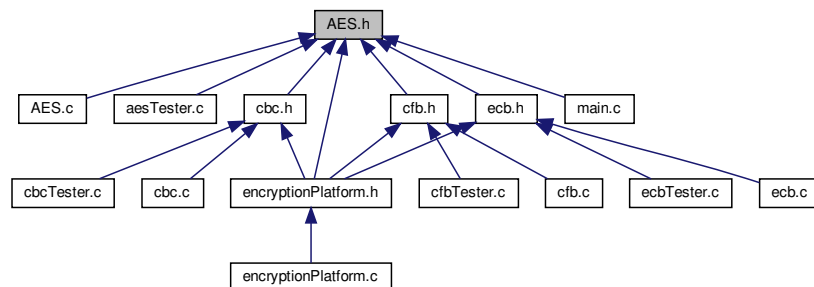 AES.h
AES.c
aesTester.c
cbc.h
cfb.h
ecb.h
main.c
cbcTester.c
cbc.c
encryptionPlatform.h
cfbTester.c
cfb.c
ecbTester.c
ecb.c
encryptionPlatform.c